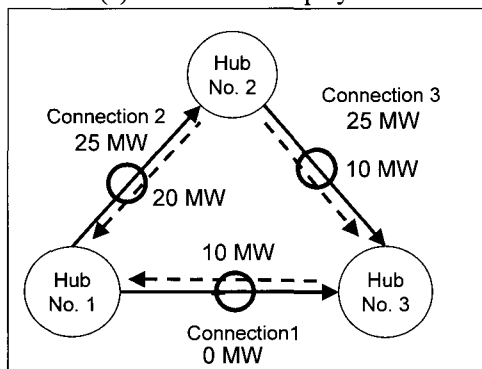 Hub
No. 2
Connection 2
25 MW
20 MW
Connection 3
25 MW
10 MW
10 MW
Hub
No. 1
Hub
No. 3
Connection1
0 MW